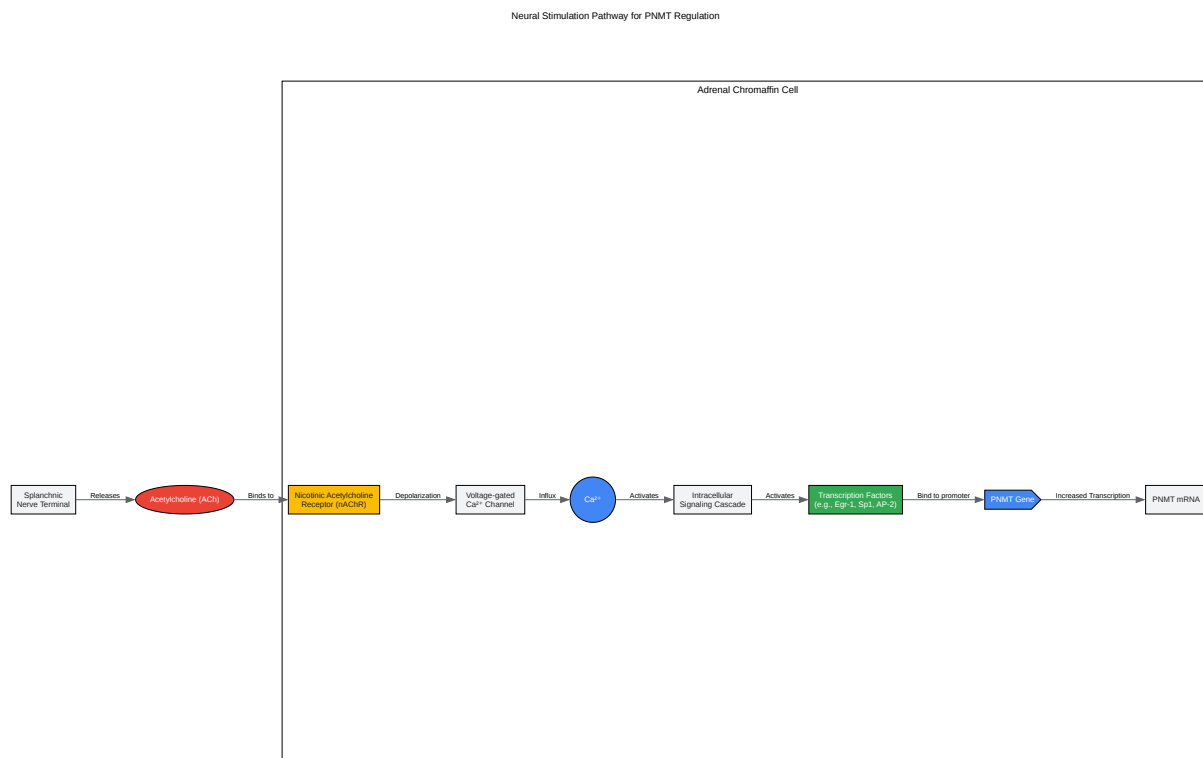 Neural Stimulation Pathway for PNMT Regulation
Adrenal Chromaffin Cell
Splanchnic
Nerve Terminal
Releases
Acetylcholine (ACh)
Binds to
Nicotinic Acetylcholine
Receptor (nAChR)
Depolarization
Voltage-gated
Ca²⁺ Channel
Influx
Ca²⁺
Activates
Intracellular
Signaling Cascade
Activates
Transcription Factors
(e.g., Egr-1, Sp1, AP-2)
Bind to promoter
PNMT Gene
Increased Transcription
PNMT mRNA